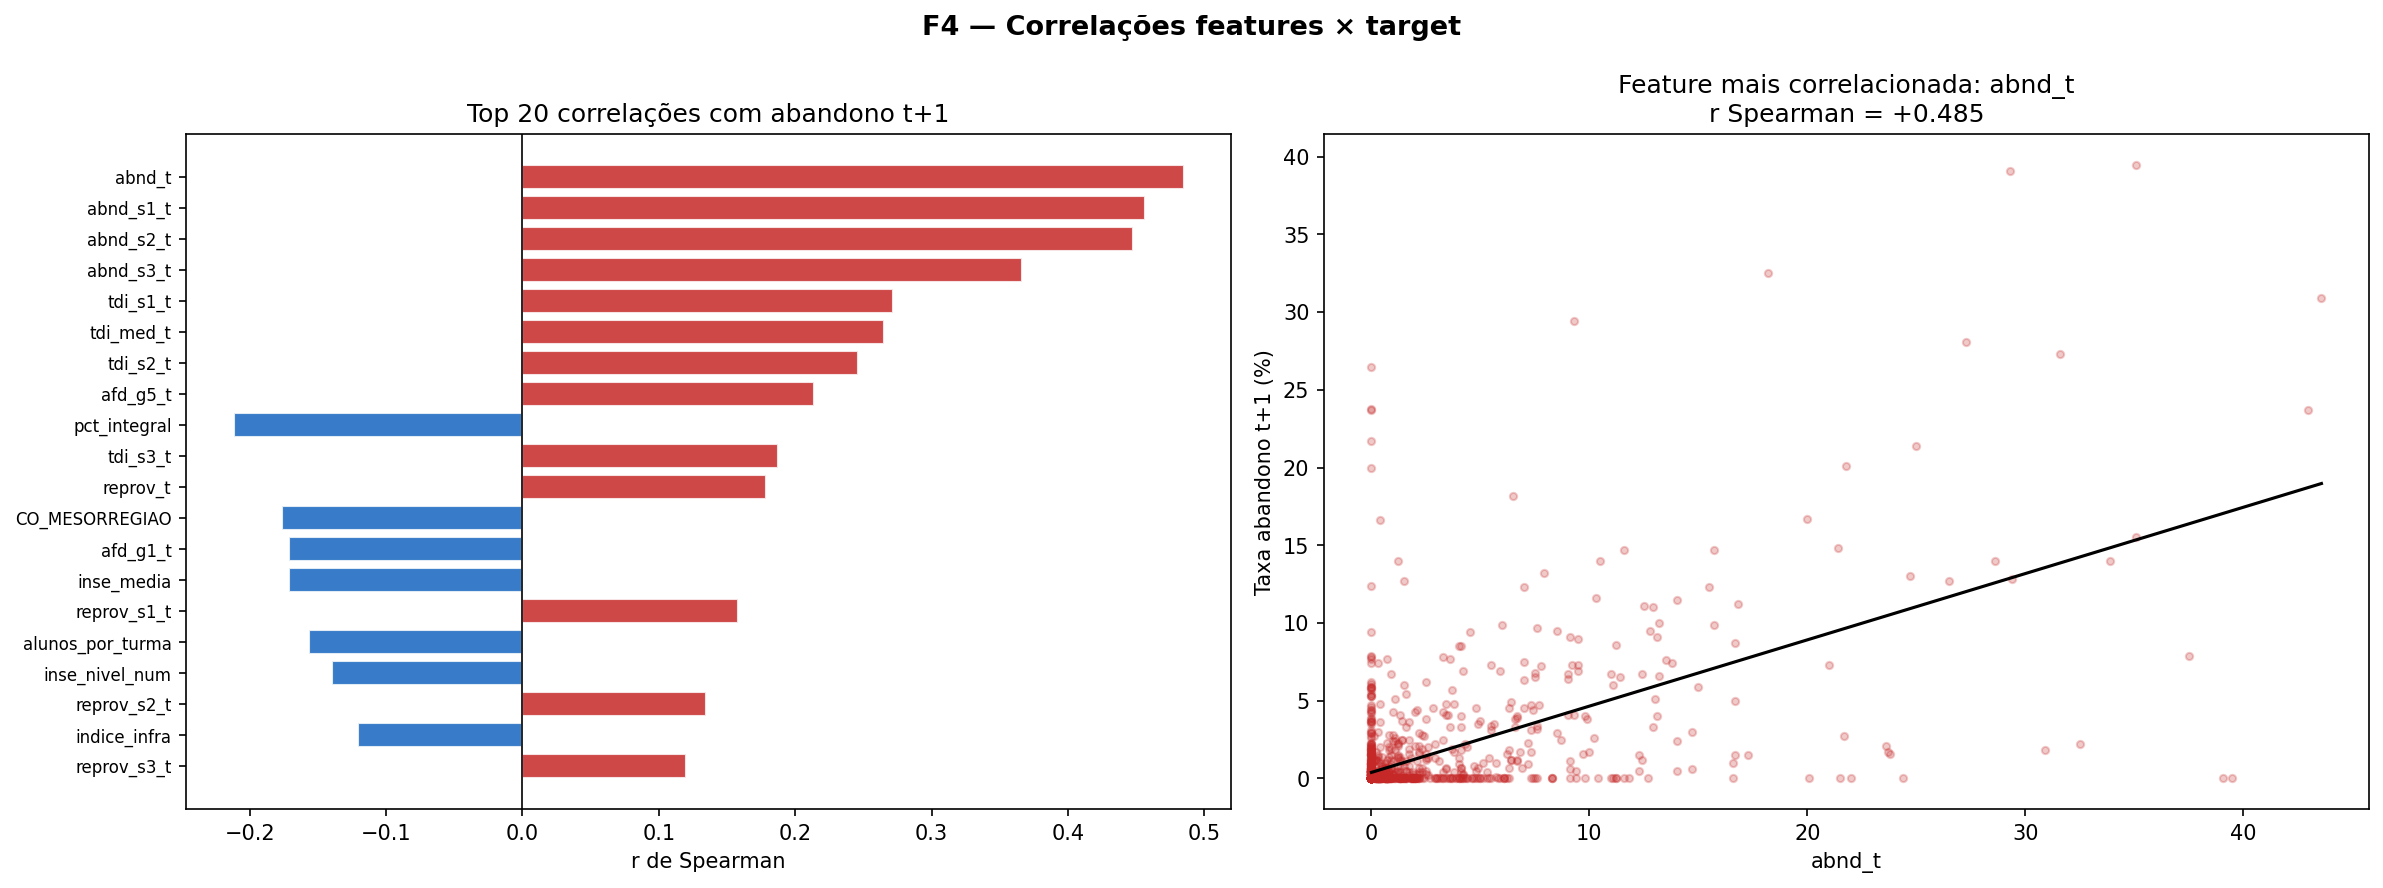 F4 — Correlações features × target
Top 20 correlações com abandono t+1
abnd_t
abnd_s1_t
abnd_s2_t
abnd_s3_t
tdi_s1_t
tdi_med_t
tdi_s2_t
afd_g5_t
pct_integral
tdi_s3_t
reprov_t
CO_MESORREGIAO
afd_g1_t
inse_media
reprov_s1_t
alunos_por_turma
inse_nivel_num
reprov_s2_t
indice_infra
reprov_s3_t
−0.2 −0.1 0.0 0.1 0.2 0.3 0.4 0.5
r de Spearman
Feature mais correlacionada: abnd_t
r Spearman = +0.485
Taxa abandono t+1 (%)
40
35
30
25
20
15
10
5
0
0 10 20 30 40
abnd_t